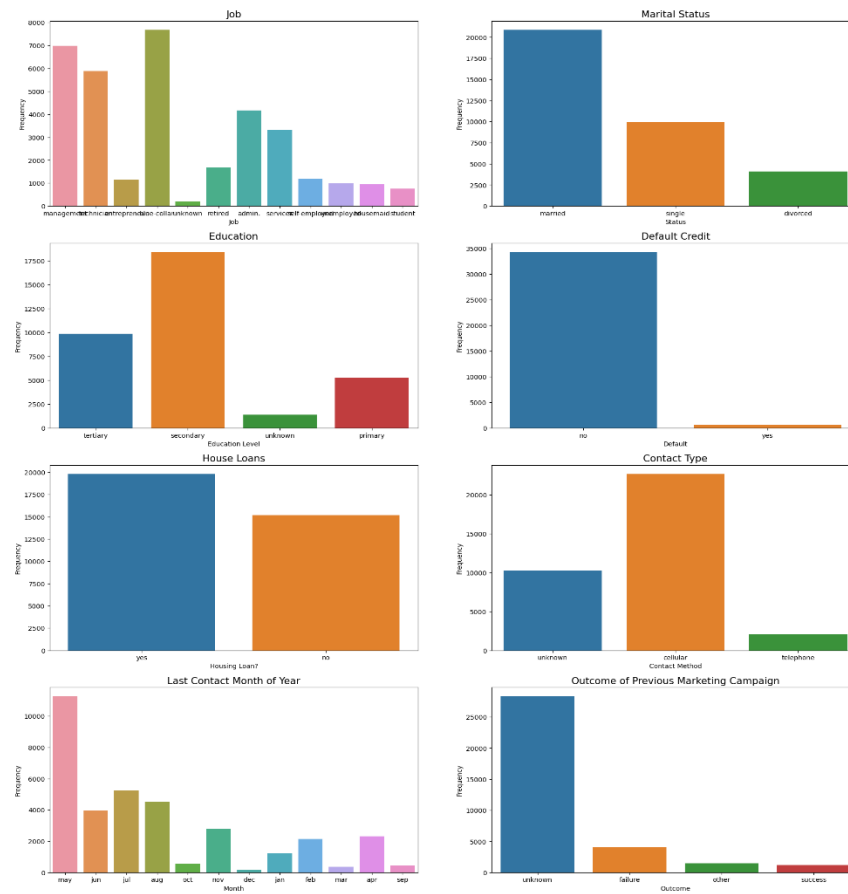 Job
8000
7000
6000
5000
4000
3000
2000
1000
0
Frequency
management technician entrepreneur blue-collar unknown retired admin. services self-employed unemployed housemaid student
Job
Marital Status
20000
17500
15000
12500
10000
7500
5000
2500
0
Frequency
married single divorced
Status
Education
17500
15000
12500
10000
7500
5000
2500
0
Frequency
tertiary secondary unknown primary
Education Level
Default Credit
35000
30000
25000
20000
15000
10000
5000
0
Frequency
no yes
Default
House Loans
20000
17500
15000
12500
10000
7500
5000
2500
0
Frequency
yes no
Housing Loan?
Contact Type
20000
15000
10000
5000
0
Frequency
unknown cellular telephone
Contact Method
Last Contact Month of Year
10000
8000
6000
4000
2000
0
Frequency
may jun jul aug oct nov dec jan feb mar apr sep
Month
Outcome of Previous Marketing Campaign
25000
20000
15000
10000
5000
0
Frequency
unknown failure other success
Outcome